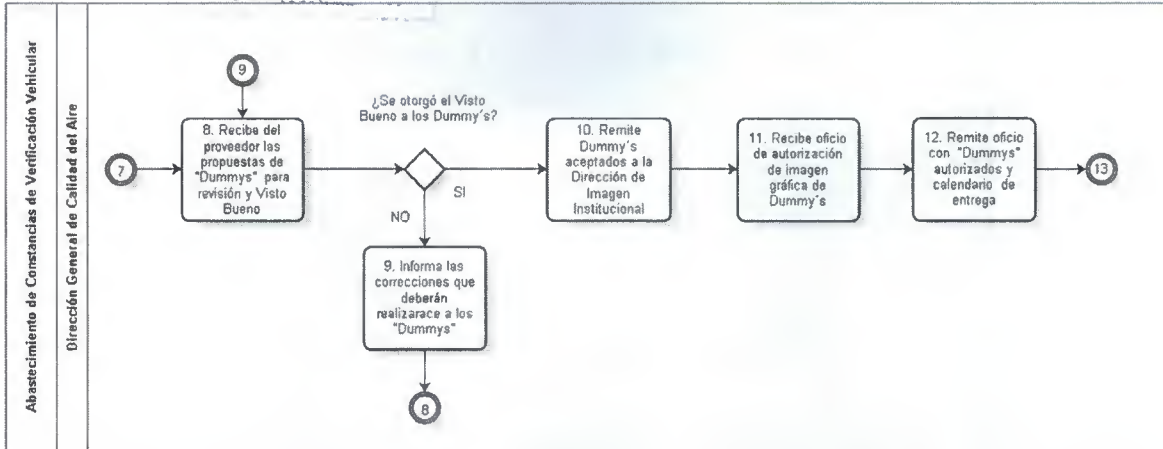 Abastecimiento de Constancias de Verificación Vehicular
Dirección General de Calidad del Aire
9
7
8. Recibe del
proveedor las
propuestas de
"Dummys" para
revisión y Visto
Bueno
¿Se otorgó el Visto
Bueno a los Dummy´s?
SI
NO
9. Informa las
correcciones que
deberán
realizarace a los
"Dummys"
8
10. Remite
Dummy´s
aceptados a la
Dirección de
Imagen
Institucional
11. Recibe oficio
de autorización
de imagen
gráfica de
Dummy´s
12. Remite oficio
con "Dummys"
autorizados y
calendario de
entrega
13